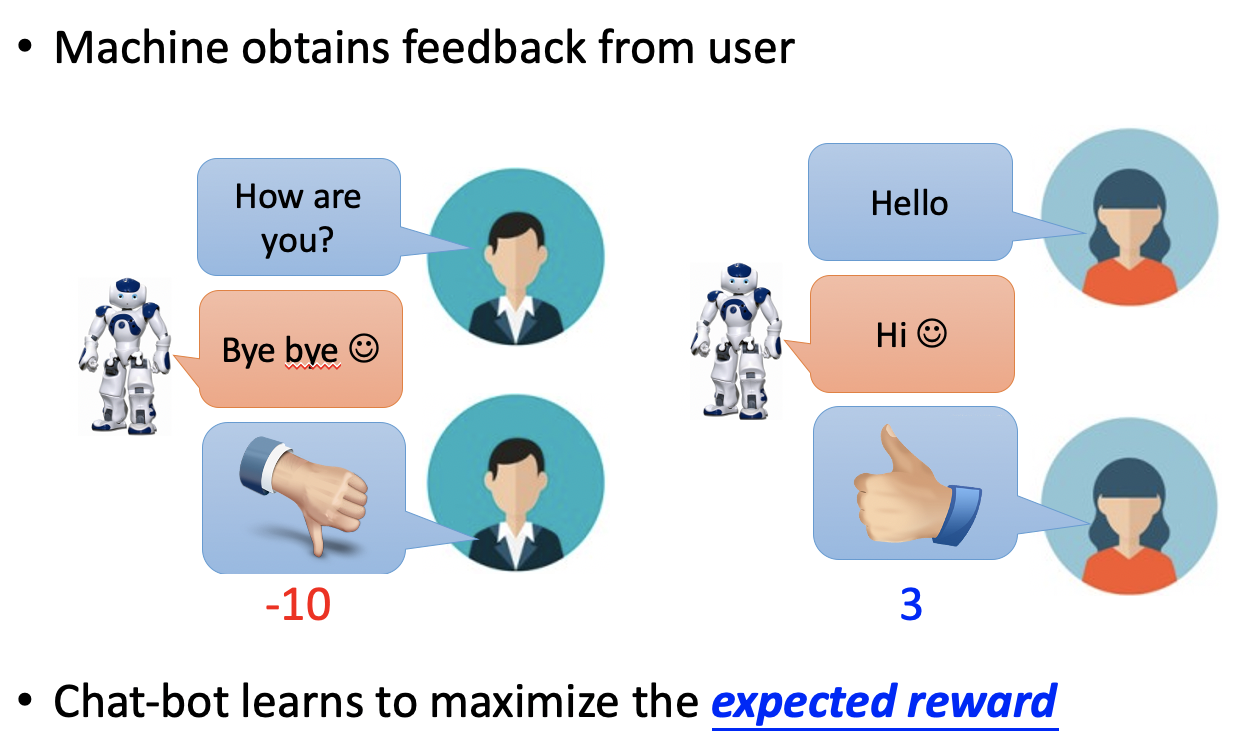 • Machine obtains feedback from user
How are
you?
Bye bye ☺
-10
Hello
Hi ☺
3
• Chat-bot learns to maximize the expected reward